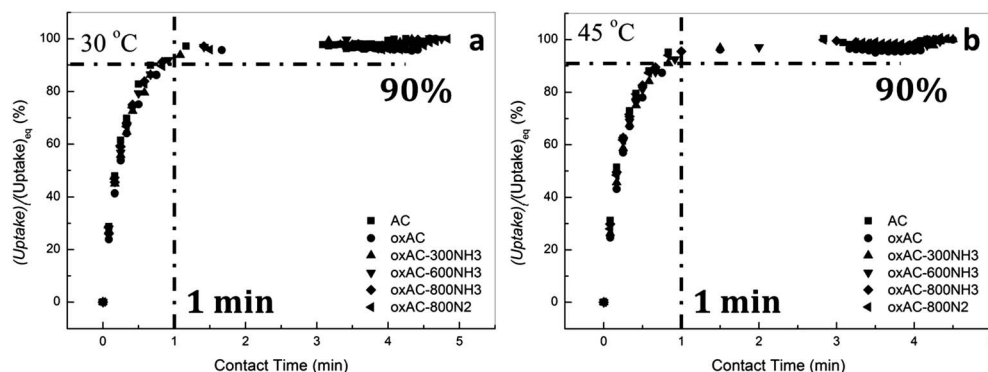 30 °C
a
100
80
60
40
20
0
90%
1 min
AC
oxAC
oxAC-300NH3
oxAC-600NH3
oxAC-800NH3
oxAC-800N2
0 1 2 3 4 5
Contact Time (min)
(Uptake)t/(Uptake)eq (%)
45 °C
b
100
80
60
40
20
0
90%
1 min
AC
oxAC
oxAC-300NH3
oxAC-600NH3
oxAC-800NH3
oxAC-800N2
0 1 2 3 4 5
Contact Time (min)
(Uptake)t/(Uptake)eq (%)